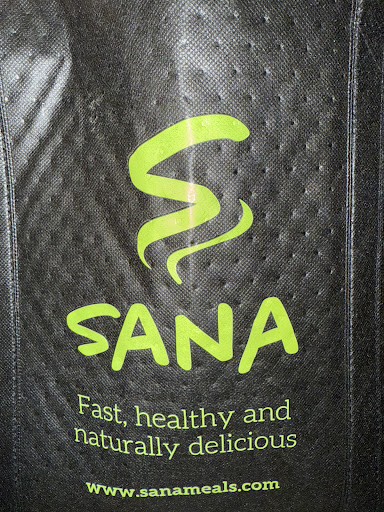 SANA
Fast, healthy and
naturally delicious
www.sanameals.com